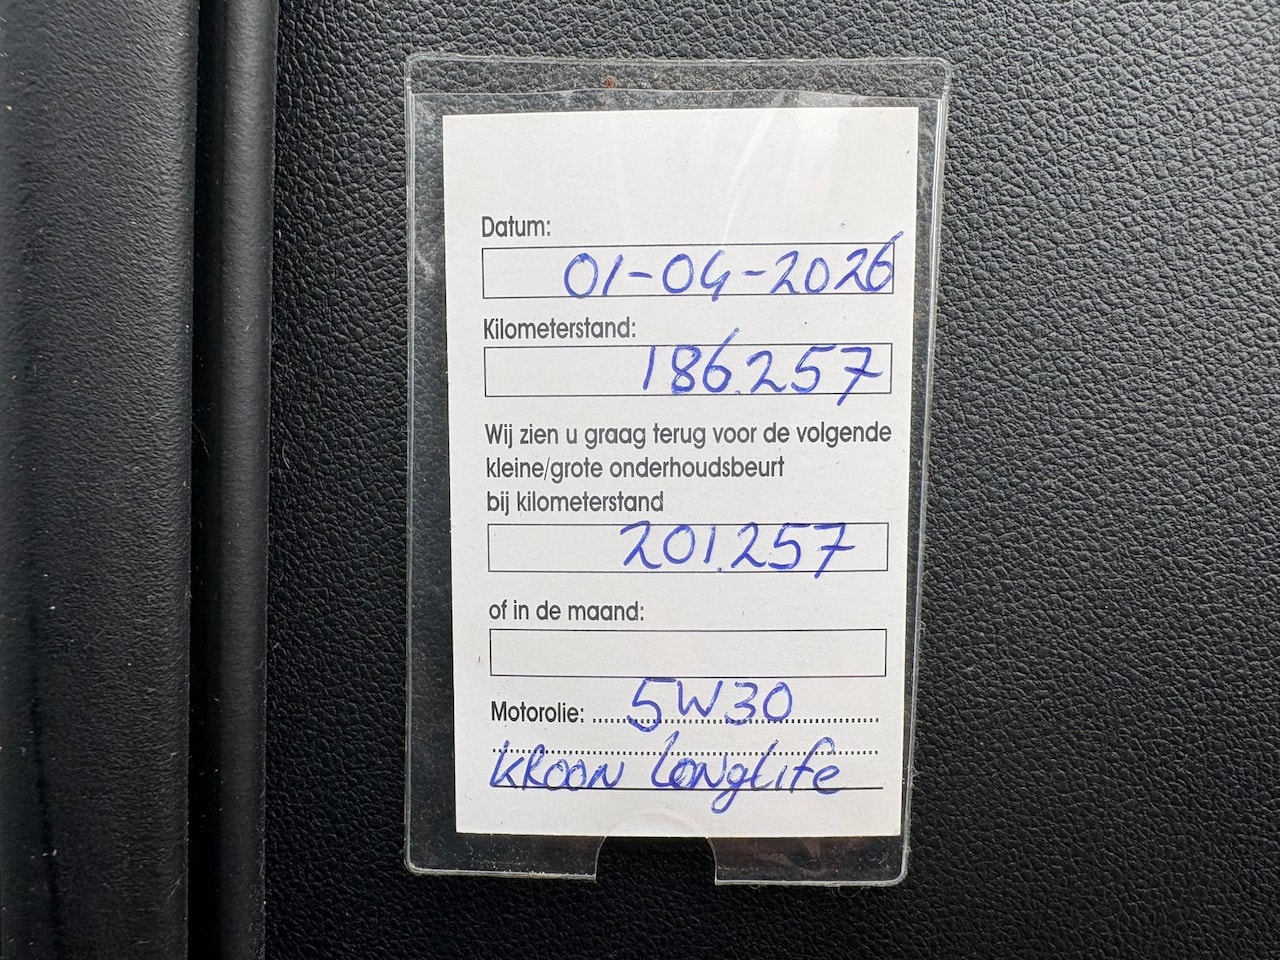 Datum:
01-04-2026
Kilometerstand:
186.257
Wij zien u graag terug voor de volgende
kleine/grote onderhoudsbeurt
bij kilometerstand
201.257
of in de maand:
Motorolie: 5W30
KROON LONGLIFE